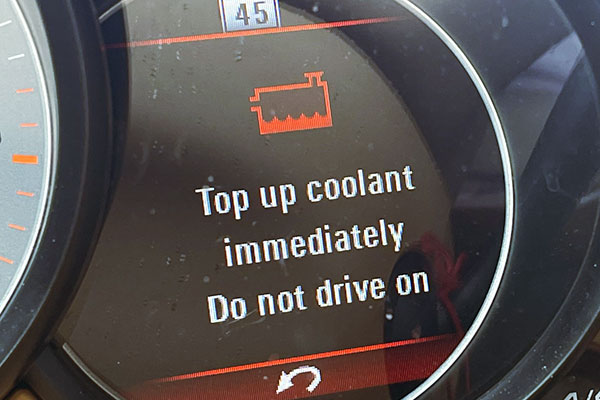 45
Top up coolant
immediately
Do not drive on